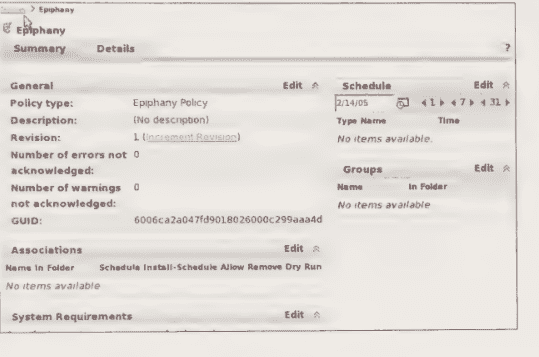 > Epiphany
Epiphany
Summary Details ?
General Edit
Policy type: Epiphany Policy
Description: (No description)
Revision: 1 (Increment Revision)
Number of errors not acknowledged: 0
Number of warnings not acknowledged: 0
GUID: 6006ca2a047fd9018026000c299aaa4d
Associations Edit
Name In Folder Schedule Install-Schedule Allow Remove Dry Run
No items available
System Requirements Edit
Schedule Edit
2/14/05 1 7 31
Type Name Time
No items available.
Groups Edit
Name In Folder
No items available